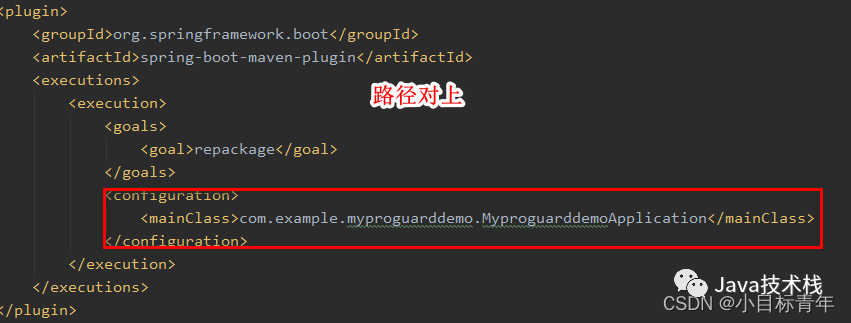 <plugin>
<groupId>org.springframework.boot</groupId>
<artifactId>spring-boot-maven-plugin</artifactId>
<executions>
路径对上
<execution>
<goals>
<goal>repackage</goal>
</goals>
<configuration>
<mainClass>com.example.myproguarddemo.MyproguarddemoApplication</mainClass>
</configuration>
</execution>
</executions>
</plugin>
Java技术栈
CSDN @小目标青年